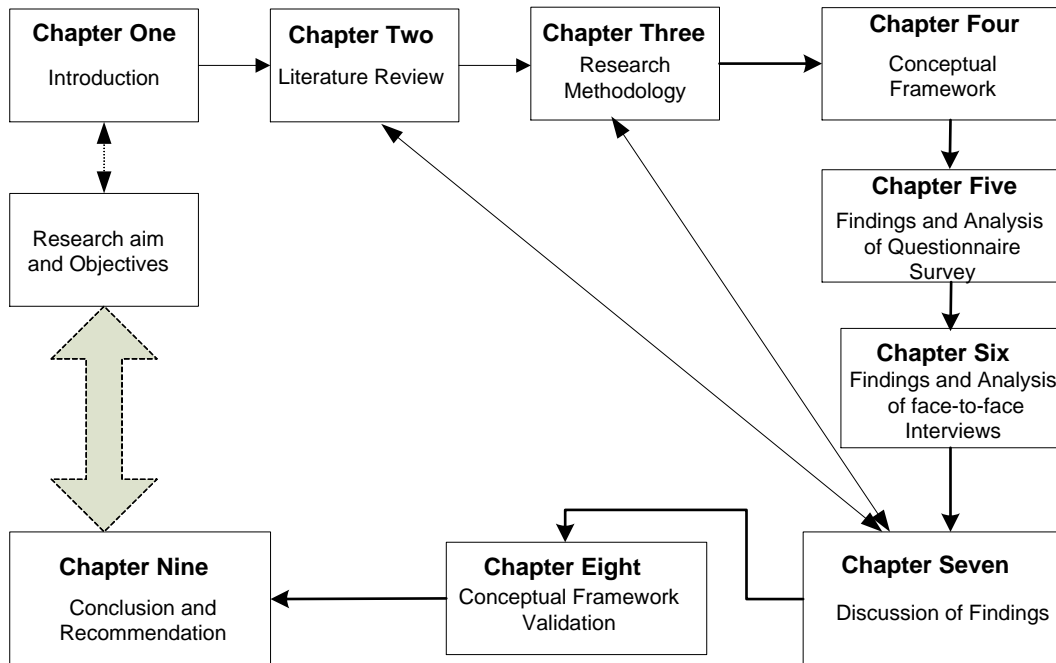 Chapter One
Introduction
Chapter Two
Literature Review
Chapter Three
Research
Methodology
Chapter Four
Conceptual
Framework
Research aim
and Objectives
Chapter Five
Findings and Analysis
of Questionnaire
Survey
Chapter Six
Findings and Analysis
of face-to-face
Interviews
Chapter Seven
Discussion of Findings
Chapter Eight
Conceptual Framework
Validation
Chapter Nine
Conclusion and
Recommendation